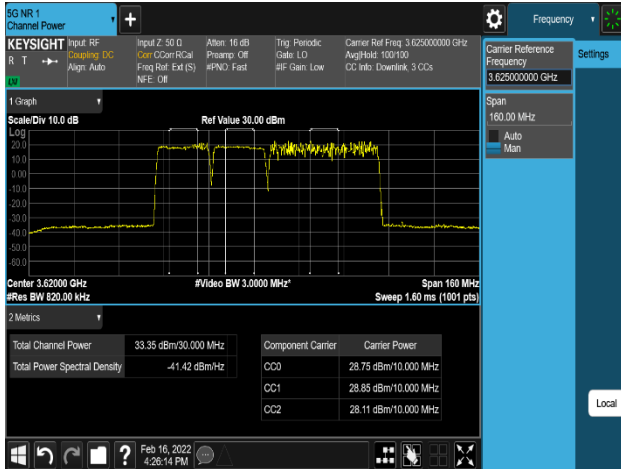 5G NR 1
Channel Power
Frequency
KEYSIGHT
R T
Input: RF
Coupling: DC
Align: Auto
Input Z: 50 Ω
Corr CCorr RCal
Freq Ref: Ext (S)
NFE: Off
Atten: 16 dB
Preamp: Off
#PNO: Fast
Trig: Periodic
Gate: LO
#IF Gain: Low
Carrier Ref Freq: 3.625000000 GHz
Avg|Hold: 100/100
CC Info: Downlink, 3 CCs
Carrier Reference
Frequency
3.625000000 GHz
Settings
Span
160.00 MHz
Auto
Man
1 Graph
Scale/Div 10.0 dB
Ref Value 30.00 dBm
Log
20.0
10.0
0.00
-10.0
-20.0
-30.0
-40.0
-50.0
-60.0
Center 3.62000 GHz
#Video BW 3.0000 MHz*
Span 160 MHz
#Res BW 820.00 kHz
Sweep 1.60 ms (1001 pts)
2 Metrics
Total Channel Power 33.35 dBm/30.000 MHz
Total Power Spectral Density -41.42 dBm/Hz
Component Carrier Carrier Power
CC0 28.75 dBm/10.000 MHz
CC1 28.85 dBm/10.000 MHz
CC2 28.11 dBm/10.000 MHz
Local
?
Feb 16, 2022
4:26:14 PM